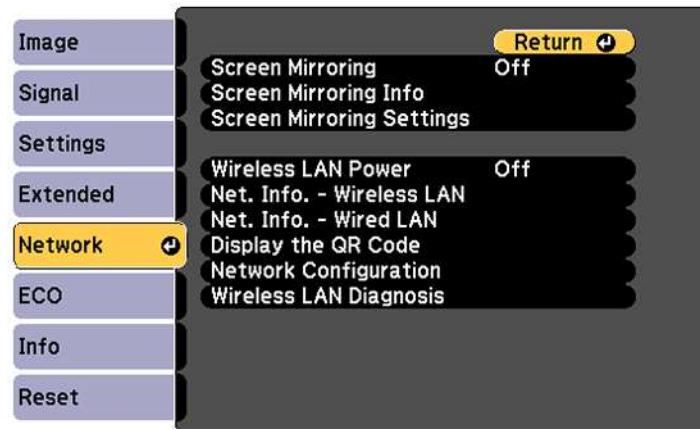 Image
Signal
Settings
Extended
Network
ECO
Info
Reset
Return
Screen Mirroring Off
Screen Mirroring Info
Screen Mirroring Settings
Wireless LAN Power Off
Net. Info. - Wireless LAN
Net. Info. - Wired LAN
Display the QR Code
Network Configuration
Wireless LAN Diagnosis